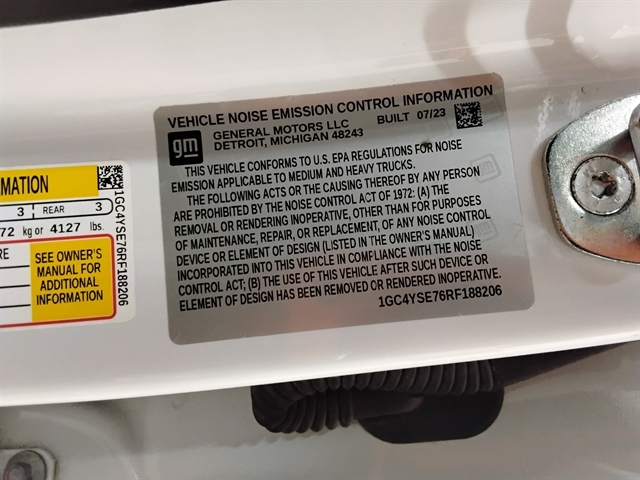 VEHICLE NOISE EMISSION CONTROL INFORMATION
gm
GENERAL MOTORS LLC
BUILT 07/23
DETROIT, MICHIGAN 48243
THIS VEHICLE CONFORMS TO U.S. EPA REGULATIONS FOR NOISE
EMISSION APPLICABLE TO MEDIUM AND HEAVY TRUCKS.
THE FOLLOWING ACTS OR THE CAUSING THEREOF BY ANY PERSON
ARE PROHIBITED BY THE NOISE CONTROL ACT OF 1972: (A) THE
REMOVAL OR RENDERING INOPERATIVE, OTHER THAN FOR PURPOSES
OF MAINTENANCE, REPAIR, OR REPLACEMENT, OF ANY NOISE CONTROL
DEVICE OR ELEMENT OF DESIGN (LISTED IN THE OWNER'S MANUAL)
INCORPORATED INTO THIS VEHICLE IN COMPLIANCE WITH THE NOISE
CONTROL ACT; (B) THE USE OF THIS VEHICLE AFTER SUCH DEVICE OR
ELEMENT OF DESIGN HAS BEEN REMOVED OR RENDERED INOPERATIVE.
1GC4YSE76RF188206
RMATION
3 REAR 3
72 kg or 4127 lbs.
RE
SEE OWNER'S
MANUAL FOR
ADDITIONAL
INFORMATION
1GC4YSE76RF188206